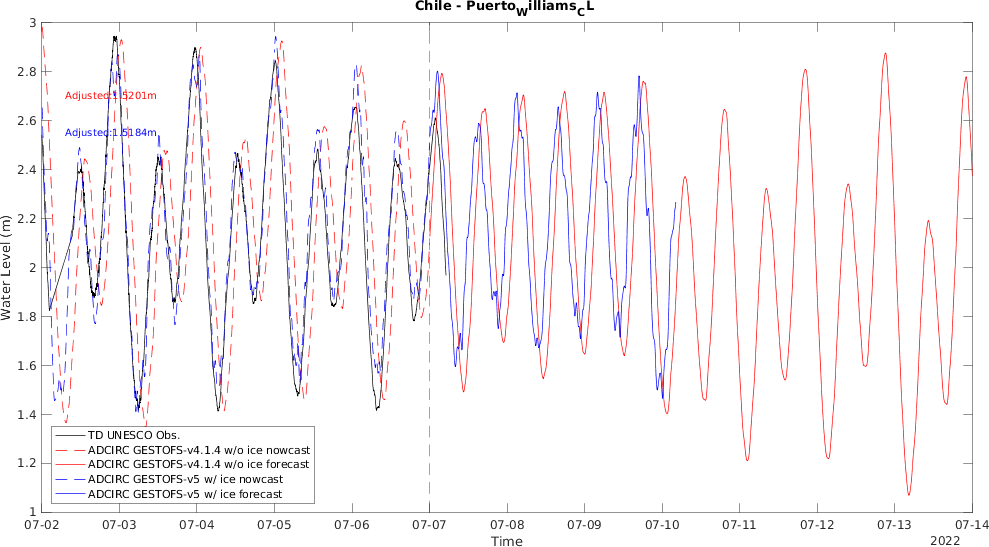 Chile - PuertoWilliamsCL
3
2.8
2.6
2.4
2.2
2
1.8
1.6
1.4
1.2
1
Water Level (m)
Adjusted:1.5201m
Adjusted:1.5184m
TD UNESCO Obs.
ADCIRC GESTOFS-v4.1.4 w/o ice nowcast
ADCIRC GESTOFS-v4.1.4 w/o ice forecast
ADCIRC GESTOFS-v5 w/ ice nowcast
ADCIRC GESTOFS-v5 w/ ice forecast
07-02 07-03 07-04 07-05 07-06 07-07 07-08 07-09 07-10 07-11 07-12 07-13 07-14
Time
2022